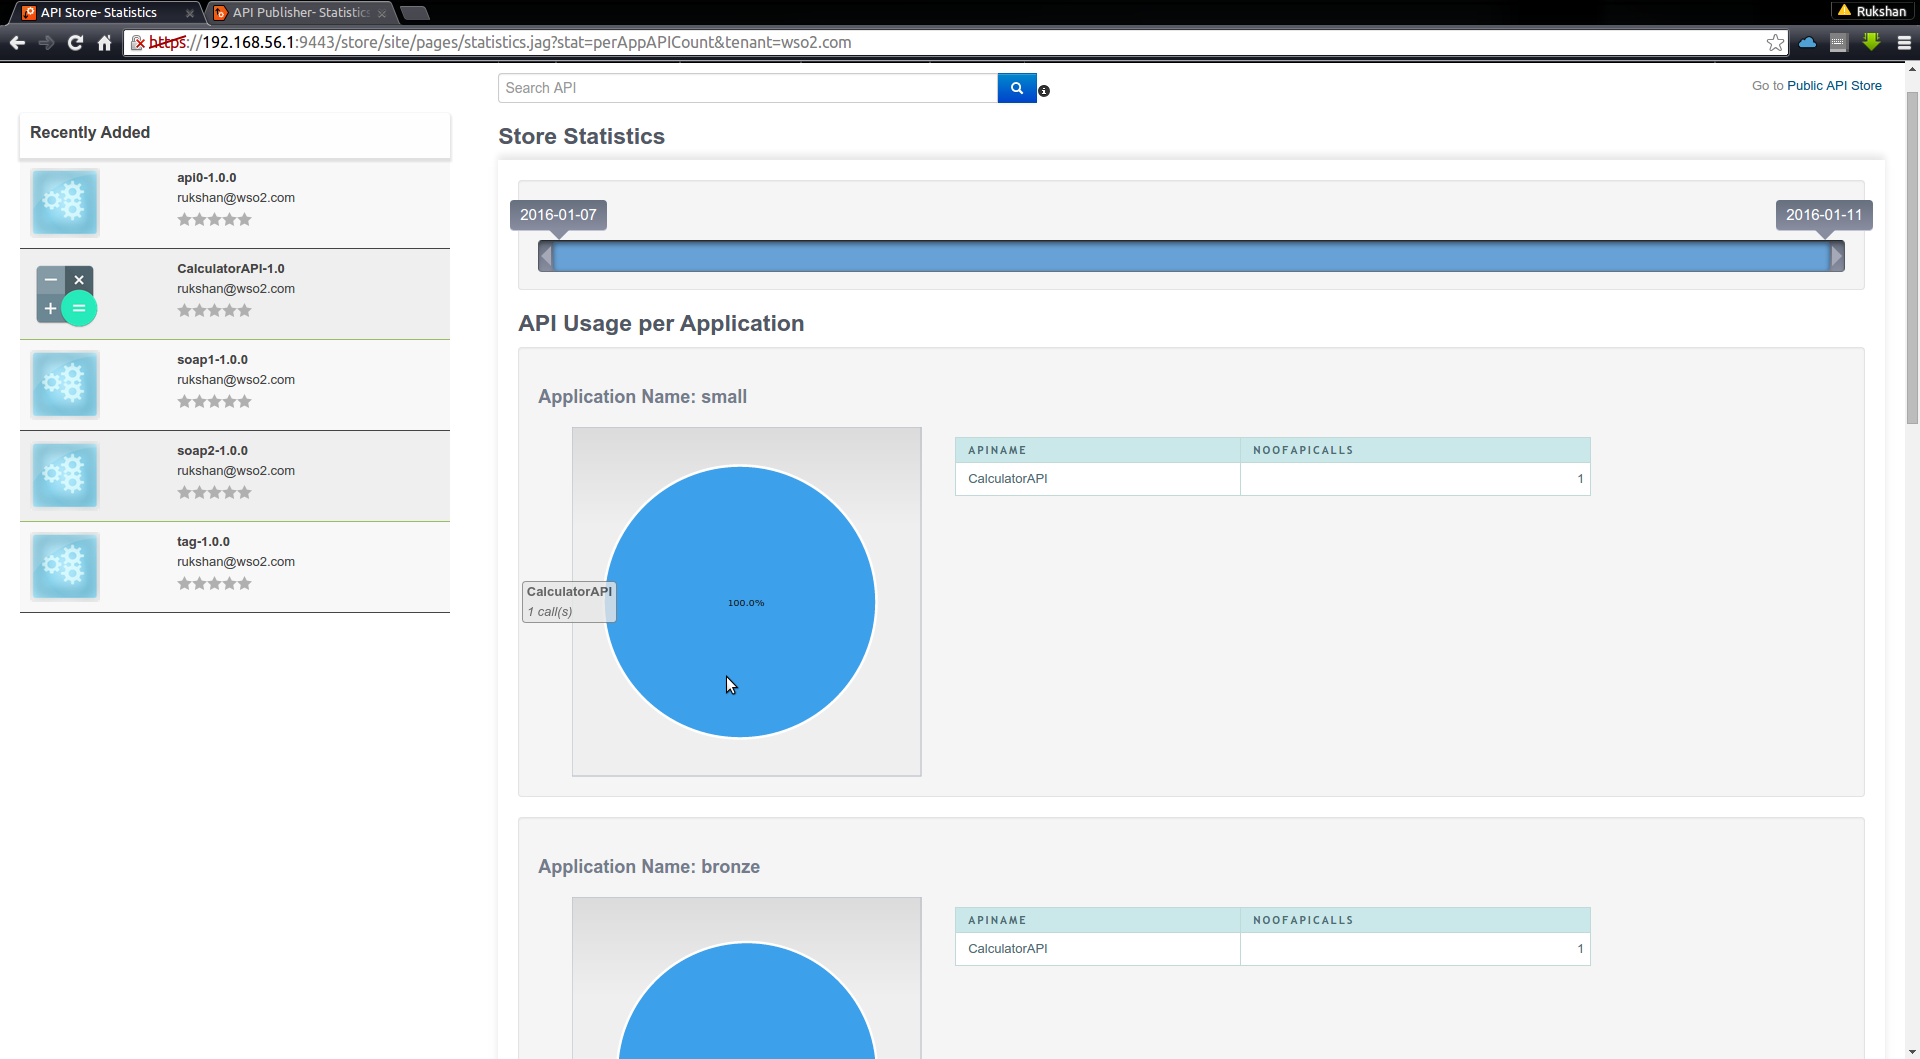 API Store- Statistics
API Publisher- Statistics
Rukshan
https://192.168.56.1:9443/store/site/pages/statistics.jag?stat=perAppAPICount&tenant=wso2.com
Search API
Go to Public API Store
Recently Added
api0-1.0.0
rukshan@wso2.com
CalculatorAPI-1.0
rukshan@wso2.com
soap1-1.0.0
rukshan@wso2.com
soap2-1.0.0
rukshan@wso2.com
tag-1.0.0
rukshan@wso2.com
Store Statistics
2016-01-07
2016-01-11
API Usage per Application
Application Name: small
CalculatorAPI
1 call(s)
100.0%
APINAME NOOFAPICALLS
CalculatorAPI 1
Application Name: bronze
APINAME NOOFAPICALLS
CalculatorAPI 1